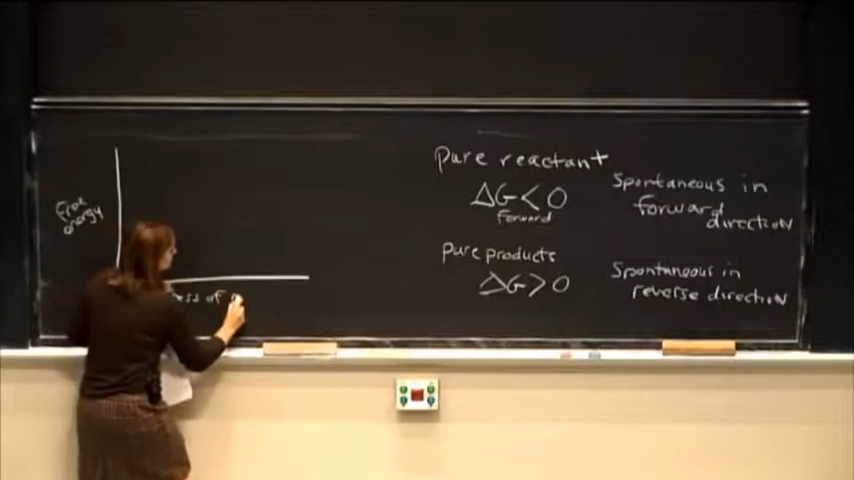 Free
energy
ess of
pure reactant
ΔG < 0
Forward
Spontaneous in
forward
direction
pure products
ΔG > 0
Spontaneous in
reverse direction